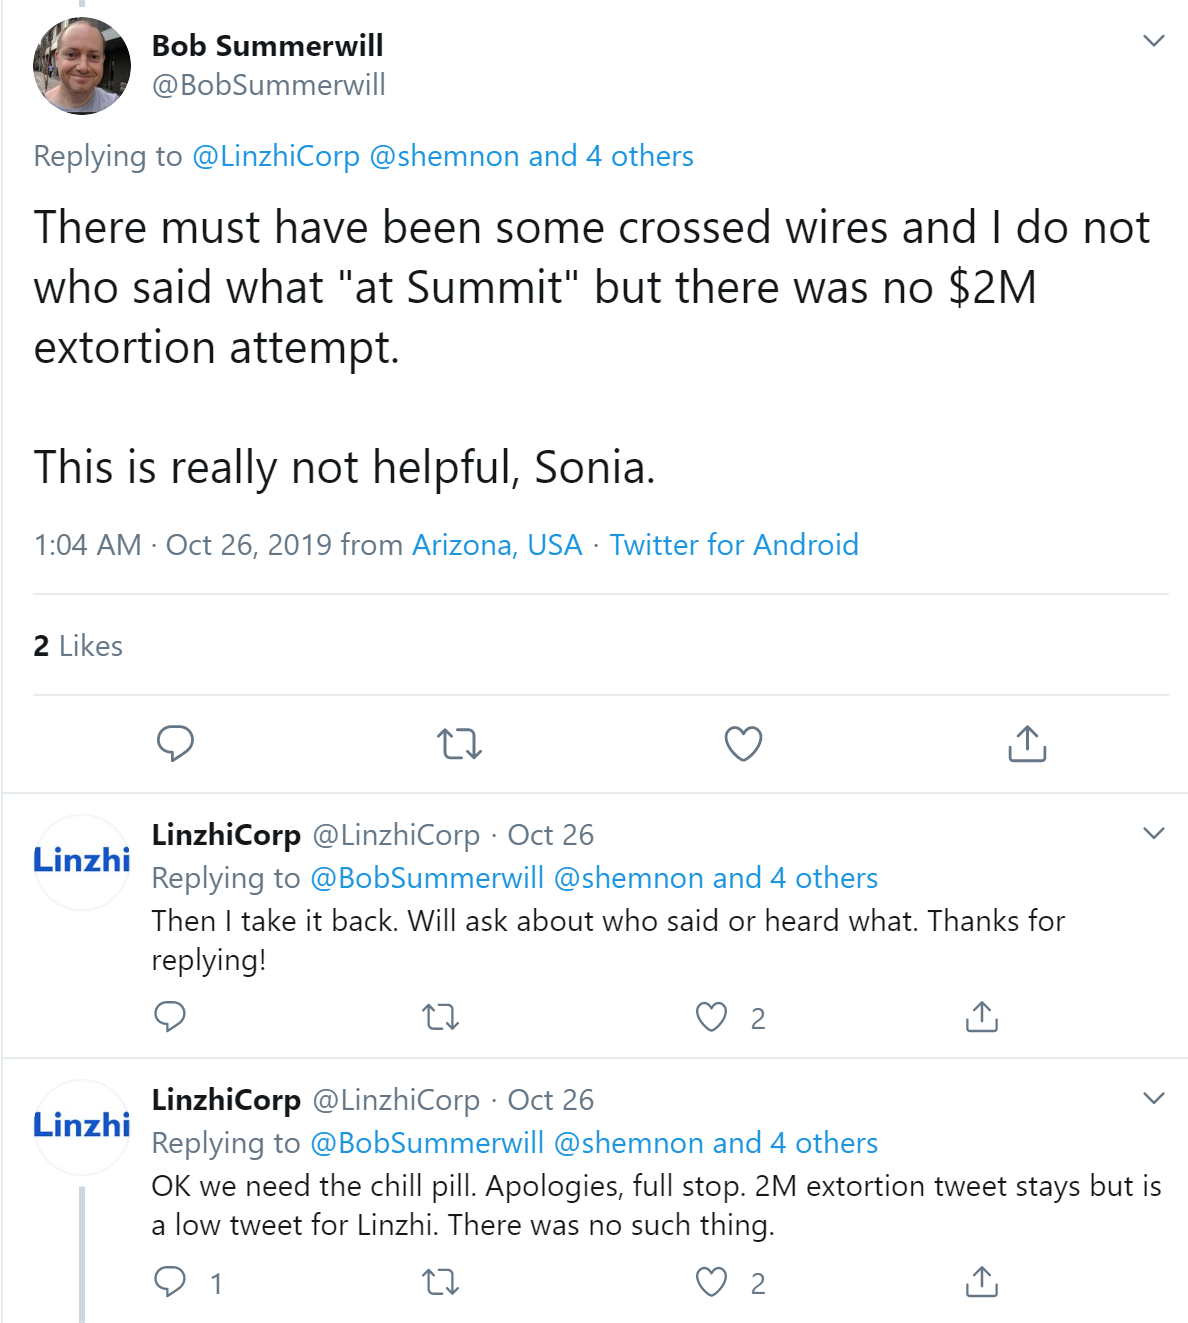 Bob Summerwill
@BobSummerwill
Replying to @LinzhiCorp @shemnon and 4 others
There must have been some crossed wires and I do not
who said what "at Summit" but there was no $2M
extortion attempt.
This is really not helpful, Sonia.
1:04 AM · Oct 26, 2019 from Arizona, USA · Twitter for Android
2 Likes
Linzhi
LinzhiCorp @LinzhiCorp · Oct 26
Replying to @BobSummerwill @shemnon and 4 others
Then I take it back. Will ask about who said or heard what. Thanks for
replying!
2
Linzhi
LinzhiCorp @LinzhiCorp · Oct 26
Replying to @BobSummerwill @shemnon and 4 others
OK we need the chill pill. Apologies, full stop. 2M extortion tweet stays but is
a low tweet for Linzhi. There was no such thing.
1 2